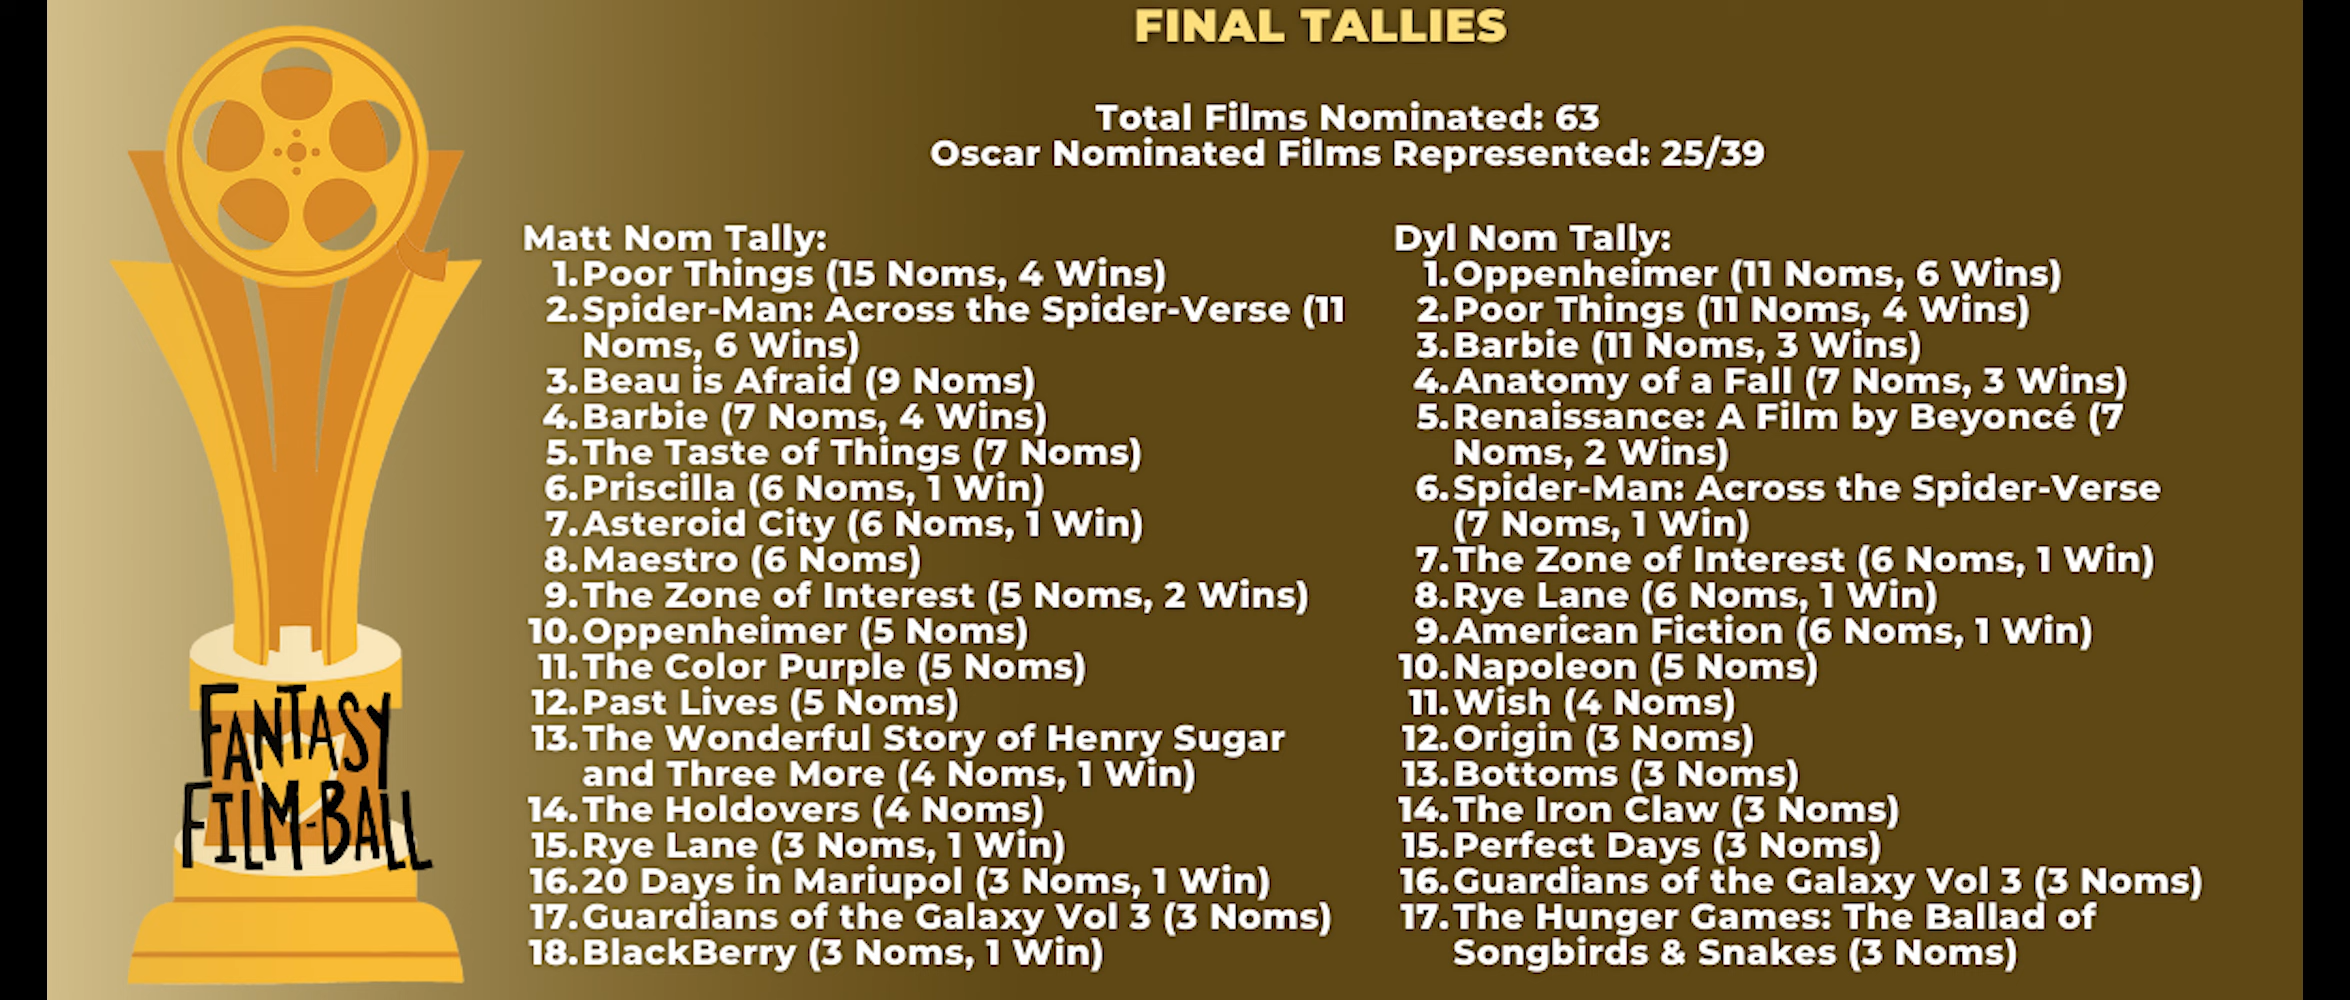 FINAL TALLIES
Total Films Nominated: 63
Oscar Nominated Films Represented: 25/39
Matt Nom Tally:
1.Poor Things (15 Noms, 4 Wins)
2.Spider-Man: Across the Spider-Verse (11
Noms, 6 Wins)
3.Beau is Afraid (9 Noms)
4.Barbie (7 Noms, 4 Wins)
5.The Taste of Things (7 Noms)
6.Priscilla (6 Noms, 1 Win)
7.Asteroid City (6 Noms, 1 Win)
8.Maestro (6 Noms)
9.The Zone of Interest (5 Noms, 2 Wins)
10.Oppenheimer (5 Noms)
11.The Color Purple (5 Noms)
12.Past Lives (5 Noms)
13.The Wonderful Story of Henry Sugar
and Three More (4 Noms, 1 Win)
14.The Holdovers (4 Noms)
15.Rye Lane (3 Noms, 1 Win)
16.20 Days in Mariupol (3 Noms, 1 Win)
17.Guardians of the Galaxy Vol 3 (3 Noms)
18.BlackBerry (3 Noms, 1 Win)
Dyl Nom Tally:
1.Oppenheimer (11 Noms, 6 Wins)
2.Poor Things (11 Noms, 4 Wins)
3.Barbie (11 Noms, 3 Wins)
4.Anatomy of a Fall (7 Noms, 3 Wins)
5.Renaissance: A Film by Beyoncé (7
Noms, 2 Wins)
6.Spider-Man: Across the Spider-Verse
(7 Noms, 1 Win)
7.The Zone of Interest (6 Noms, 1 Win)
8.Rye Lane (6 Noms, 1 Win)
9.American Fiction (6 Noms, 1 Win)
10.Napoleon (5 Noms)
11.Wish (4 Noms)
12.Origin (3 Noms)
13.Bottoms (3 Noms)
14.The Iron Claw (3 Noms)
15.Perfect Days (3 Noms)
16.Guardians of the Galaxy Vol 3 (3 Noms)
17.The Hunger Games: The Ballad of
Songbirds & Snakes (3 Noms)
FANTASY
FILM-BALL